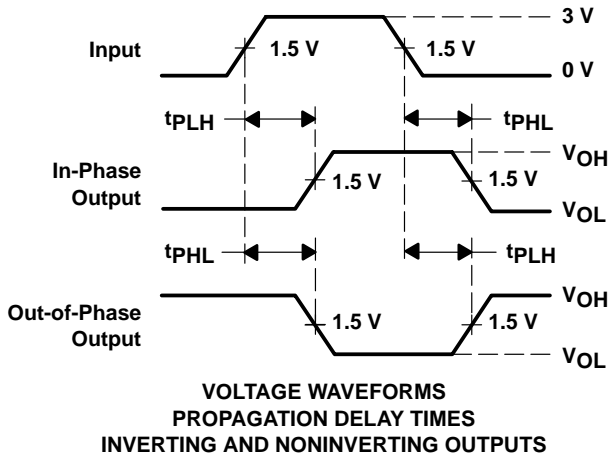 3 V
Input
1.5 V
1.5 V
0 V
tPLH
tPHL
VOH
In-Phase
Output
1.5 V
1.5 V
VOL
tPHL
tPLH
VOH
Out-of-Phase
Output
1.5 V
1.5 V
VOL
VOLTAGE WAVEFORMS
PROPAGATION DELAY TIMES
INVERTING AND NONINVERTING OUTPUTS